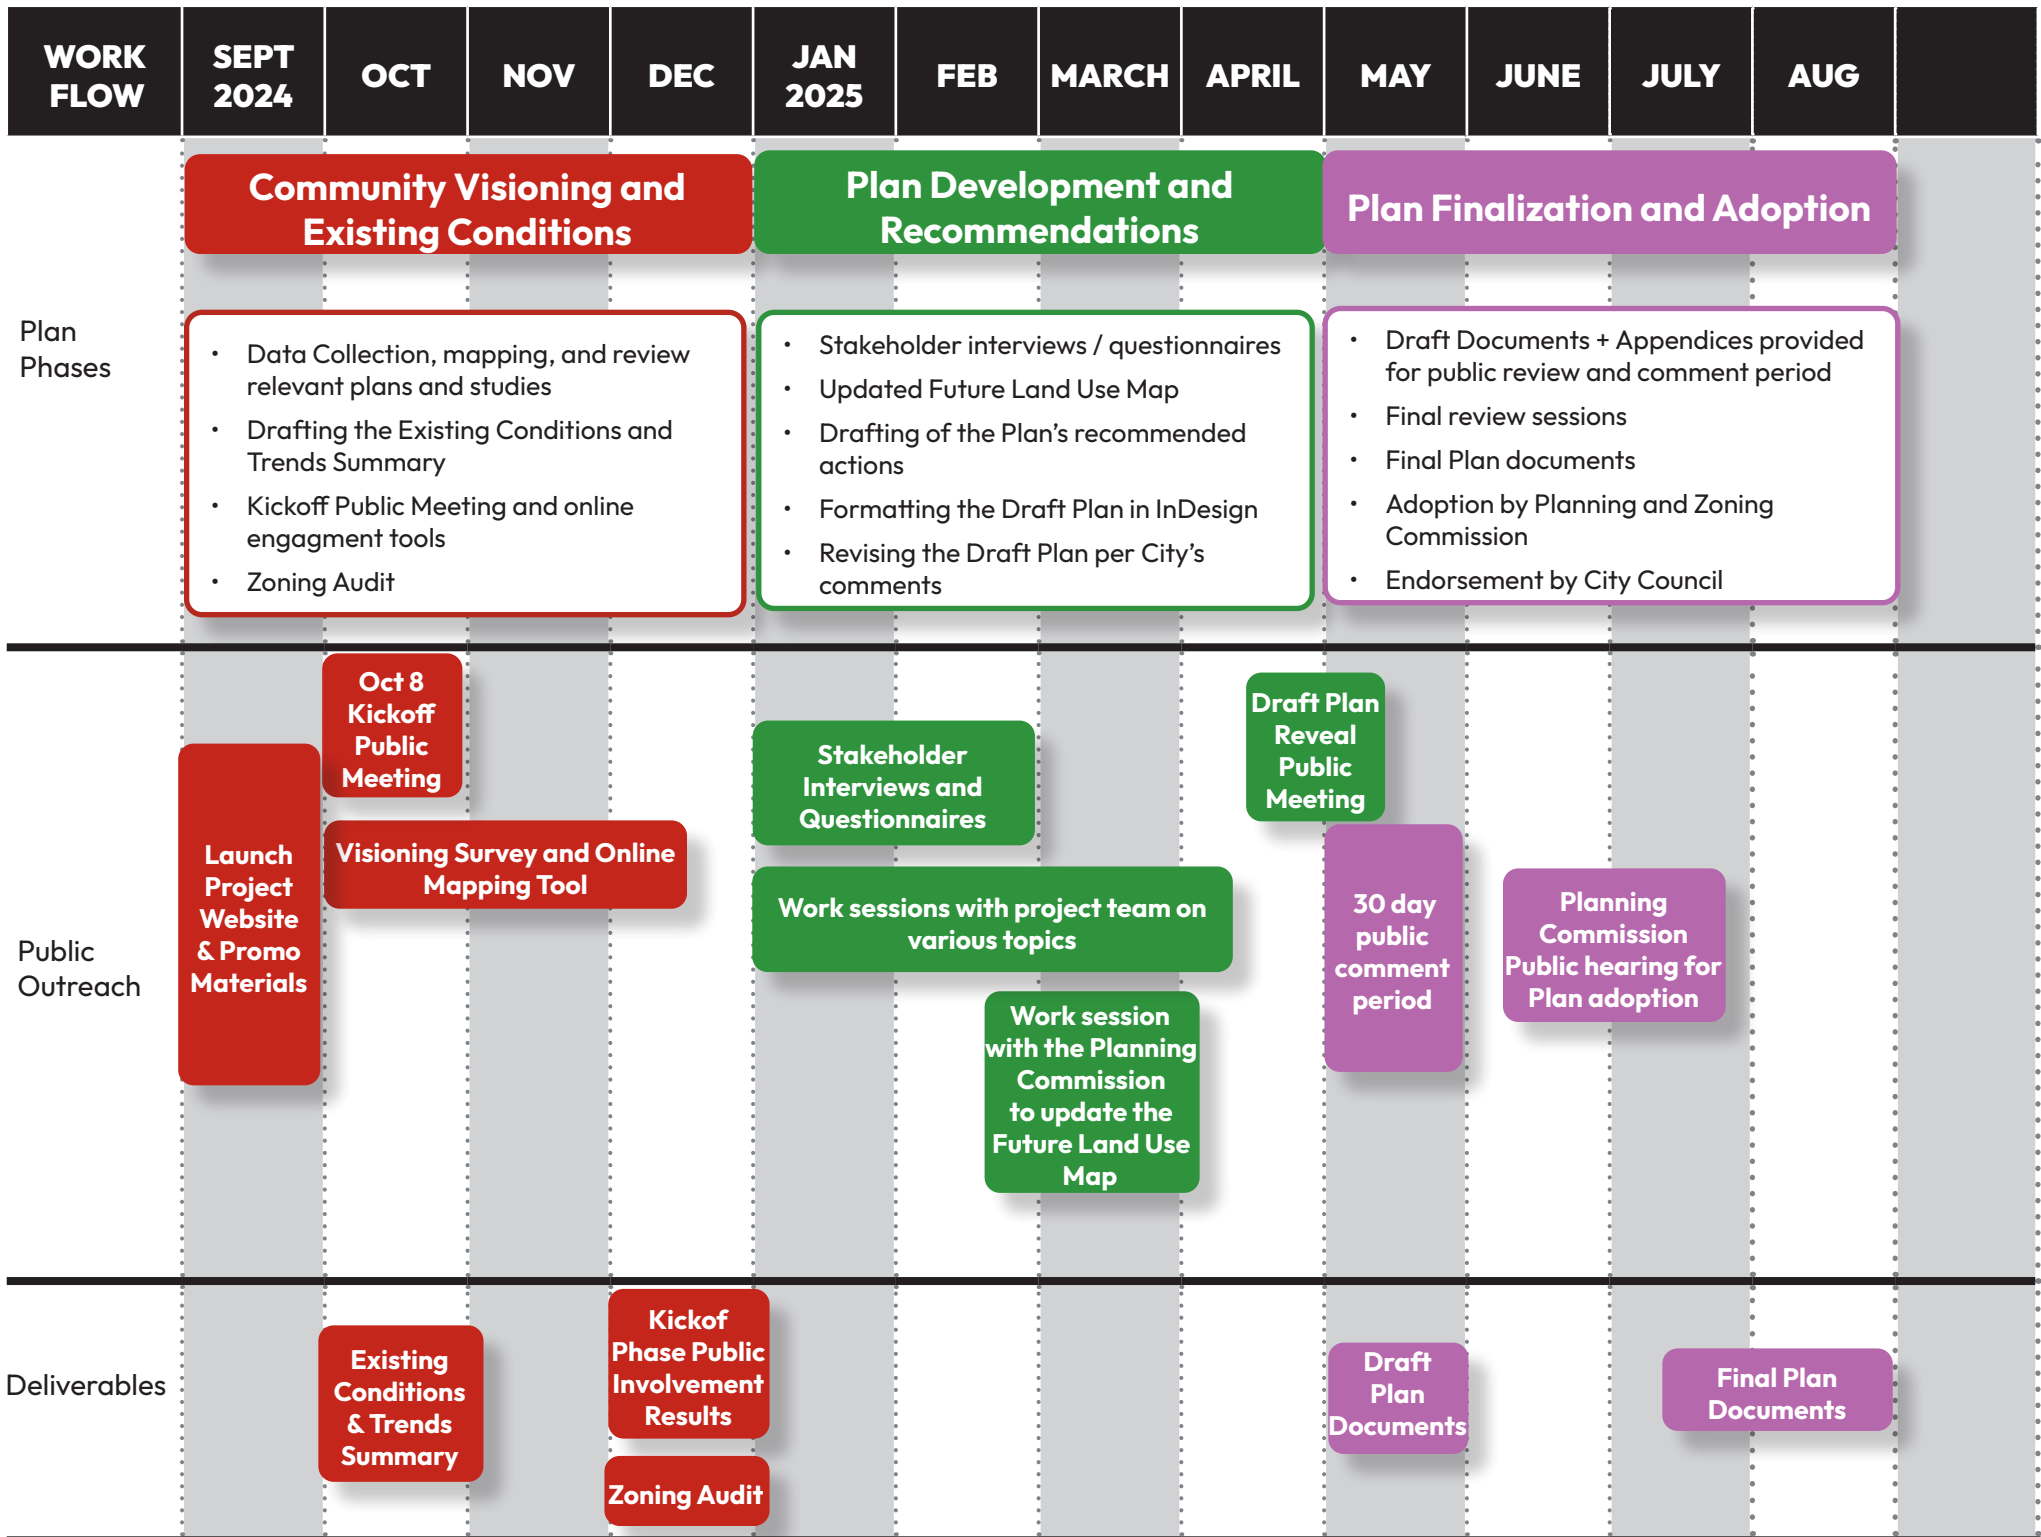 WORK
FLOW
SEPT
2024
OCT
NOV
DEC
JAN
2025
FEB
MARCH
APRIL
MAY
JUNE
JULY
AUG
Plan
Phases
Community Visioning and
Existing Conditions
Plan Development and
Recommendations
Plan Finalization and Adoption
• Data Collection, mapping, and review
relevant plans and studies
• Drafting the Existing Conditions and
Trends Summary
• Kickoff Public Meeting and online
engagment tools
• Zoning Audit
• Stakeholder interviews / questionnaires
• Updated Future Land Use Map
• Drafting of the Plan's recommended
actions
• Formatting the Draft Plan in InDesign
• Revising the Draft Plan per City's
comments
• Draft Documents + Appendices provided
for public review and comment period
• Final review sessions
• Final Plan documents
• Adoption by Planning and Zoning
Commission
• Endorsement by City Council
Public
Outreach
Launch
Project
Website
& Promo
Materials
Oct 8
Kickoff
Public
Meeting
Visioning Survey and Online
Mapping Tool
Stakeholder
Interviews and
Questionnaires
Work sessions with project team on
various topics
Work session
with the Planning
Commission
to update the
Future Land Use
Map
Draft Plan
Reveal
Public
Meeting
30 day
public
comment
period
Planning
Commission
Public hearing for
Plan adoption
Deliverables
Existing
Conditions
& Trends
Summary
Kickof
Phase Public
Involvement
Results
Zoning Audit
Draft
Plan
Documents
Final Plan
Documents